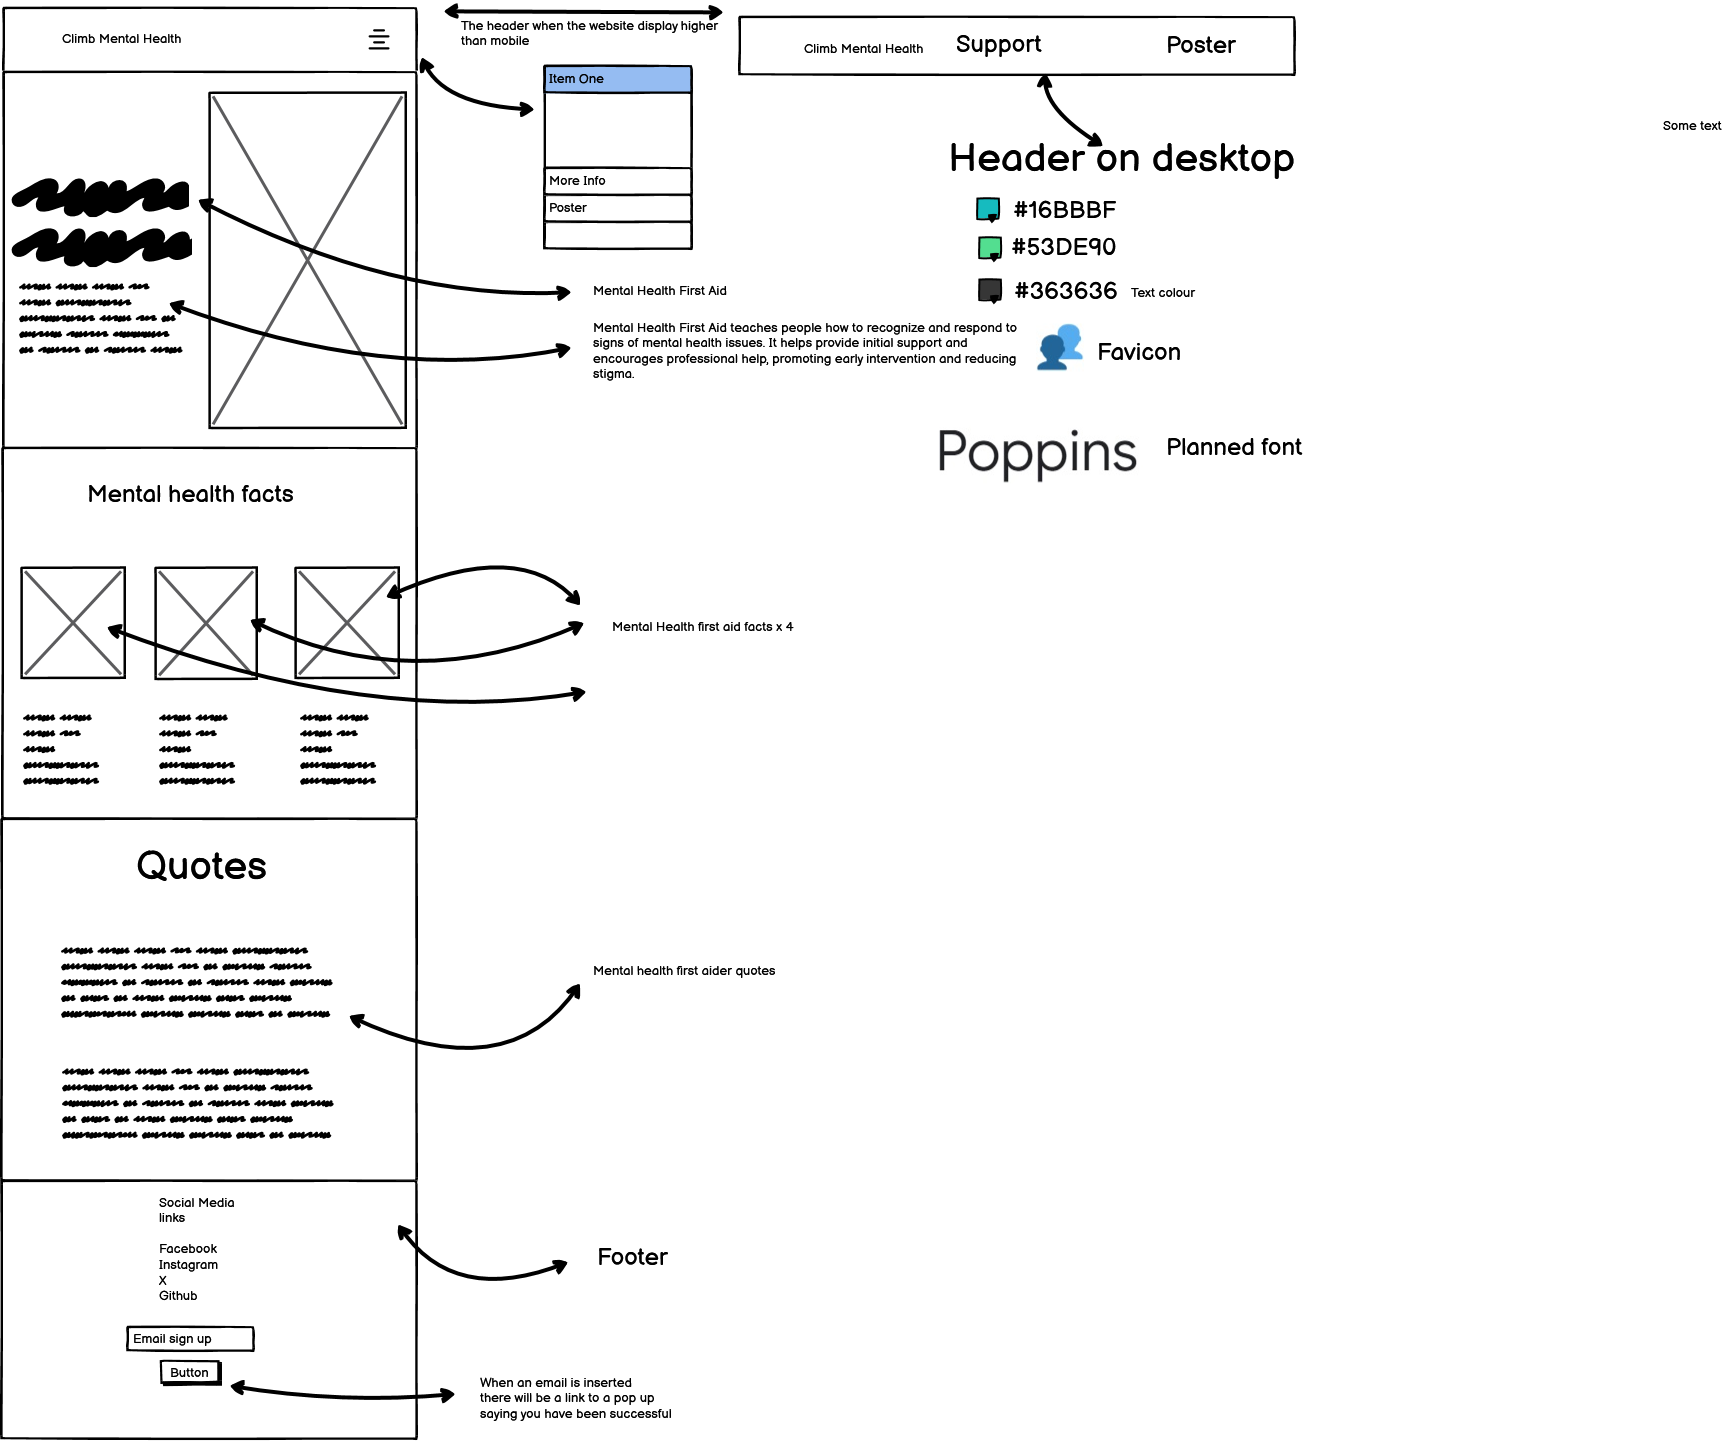 Climb Mental Health
The header when the website display higher
than mobile
Climb Mental Health
Support
Poster
Item One
More Info
Poster
Some text
Header on desktop
#16BBBF
#53DE90
#363636
Text colour
Mental Health First Aid
Mental Health First Aid teaches people how to recognize and respond to
signs of mental health issues. It helps provide initial support and
encourages professional help, promoting early intervention and reducing
stigma.
Favicon
Poppins
Planned font
Mental health facts
Mental Health first aid facts x 4
Quotes
Mental health first aider quotes
Social Media
links
Facebook
Instagram
X
Github
Footer
Email sign up
Button
When an email is inserted
there will be a link to a pop up
saying you have been successful